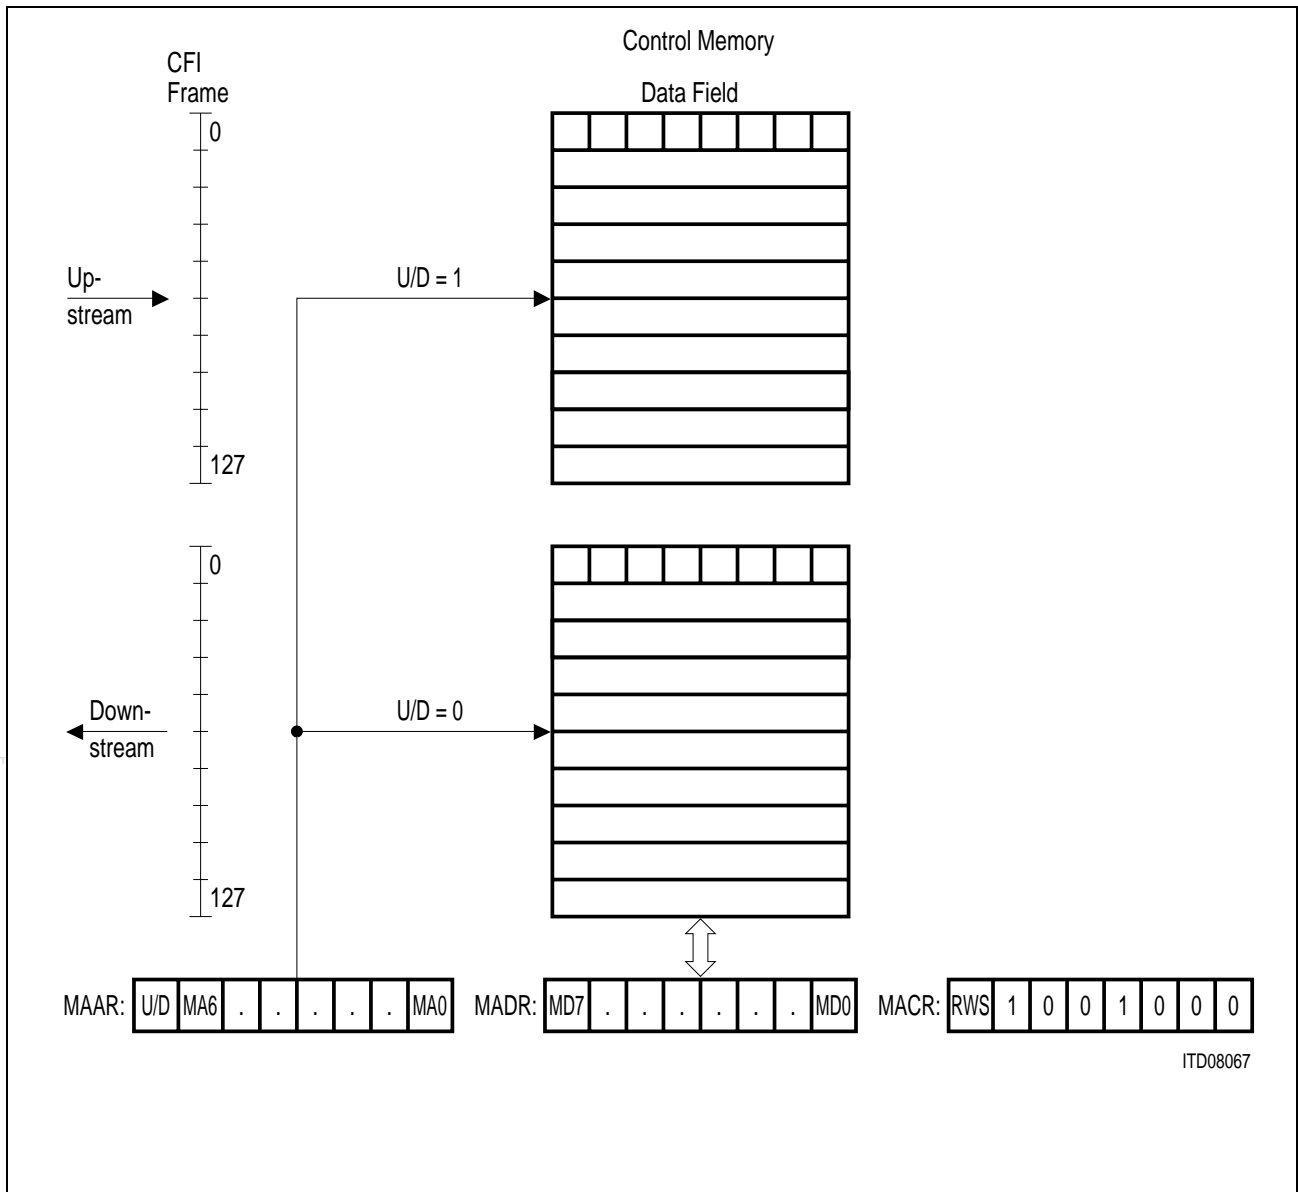 Control Memory
CFI
Frame
Data Field
0
Up-
stream
U/D = 1
127
0
Down-
stream
U/D = 0
127
MAAR: U/D MA6 . . . . . MA0 MADR: MD7 . . . . . . MD0 MACR: RWS 1 0 0 1 0 0 0
ITD08067